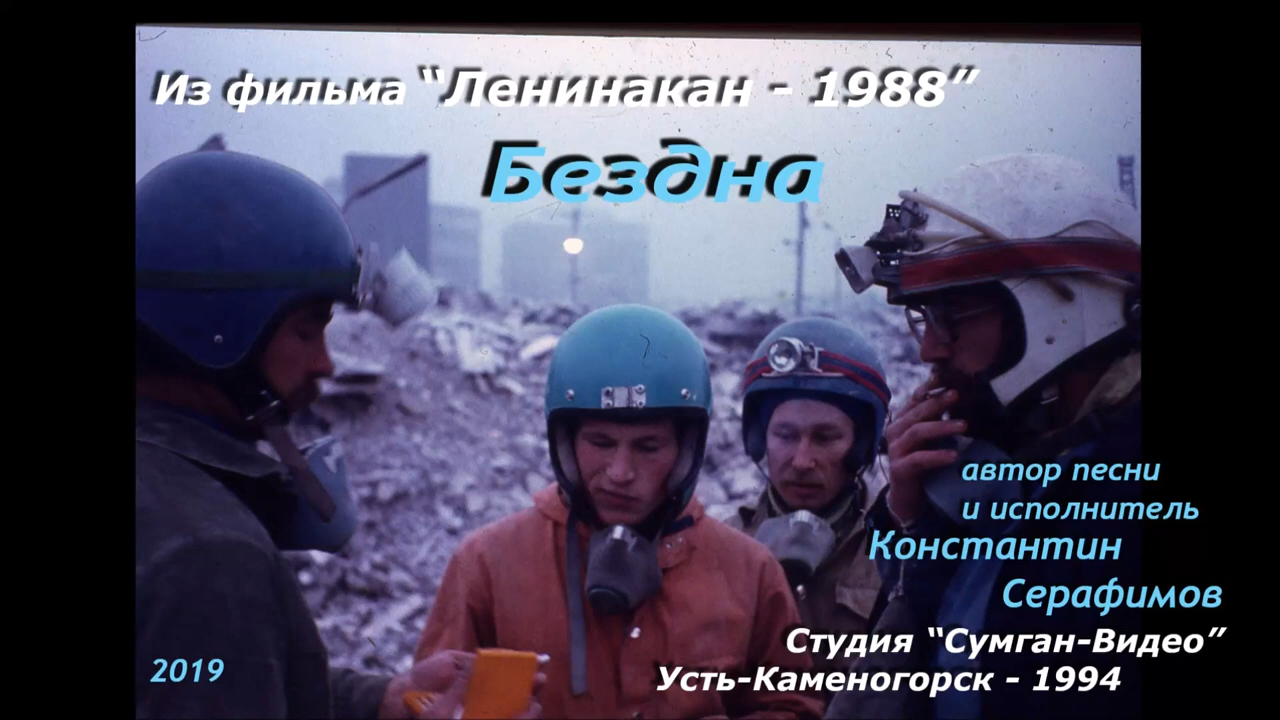 Из фильма “Ленинакан - 1988”
Бездна
автор песни
и исполнитель
Константин
Серафимов
Студия “Сумган-Видео”
Усть-Каменогорск - 1994
2019